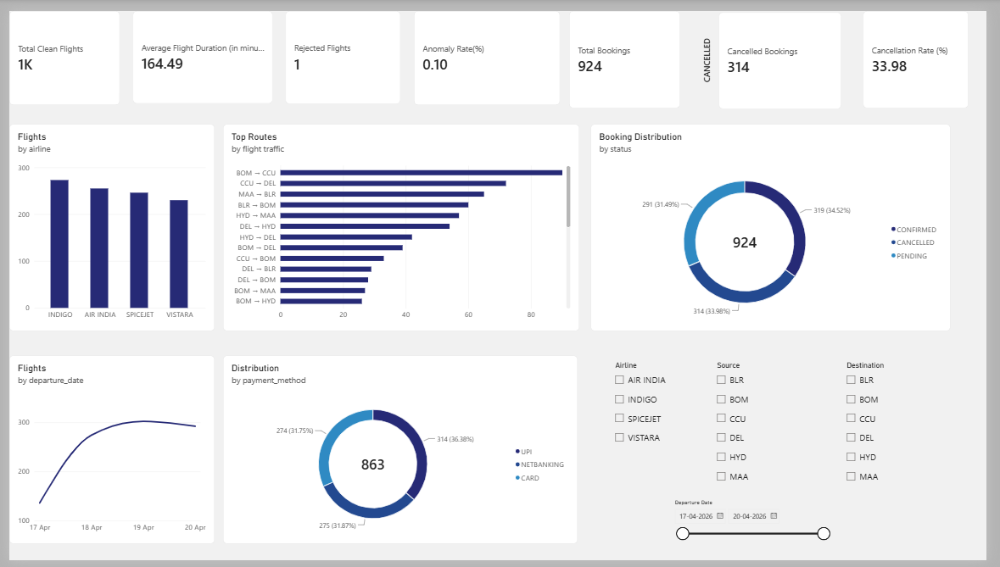 Total Clean Flights
1K
Average Flight Duration (in minu...
164.49
Rejected Flights
1
Anomaly Rate(%)
0.10
Total Bookings
924
CANCELLED
Cancelled Bookings
314
Cancellation Rate (%)
33.98
Flights
by airline
300
200
100
0
INDIGO
AIR INDIA
SPICEJET
VISTARA
Top Routes
by flight traffic
BOM → CCU
CCU → DEL
MAA → BLR
BLR → BOM
HYD → MAA
DEL → HYD
HYD → DEL
BOM → DEL
CCU → BOM
DEL → BLR
DEL → BOM
BOM → MAA
BOM → HYD
0
20
40
60
80
Booking Distribution
by status
291 (31.49%)
319 (34.52%)
924
314 (33.98%)
CONFIRMED
CANCELLED
PENDING
Flights
by departure_date
300
200
100
17 Apr
18 Apr
19 Apr
20 Apr
Distribution
by payment_method
274 (31.75%)
314 (36.38%)
863
275 (31.87%)
UPI
NETBANKING
CARD
Airline
AIR INDIA
INDIGO
SPICEJET
VISTARA
Source
BLR
BOM
CCU
DEL
HYD
MAA
Destination
BLR
BOM
CCU
DEL
HYD
MAA
Departure Date
17-04-2026
20-04-2026